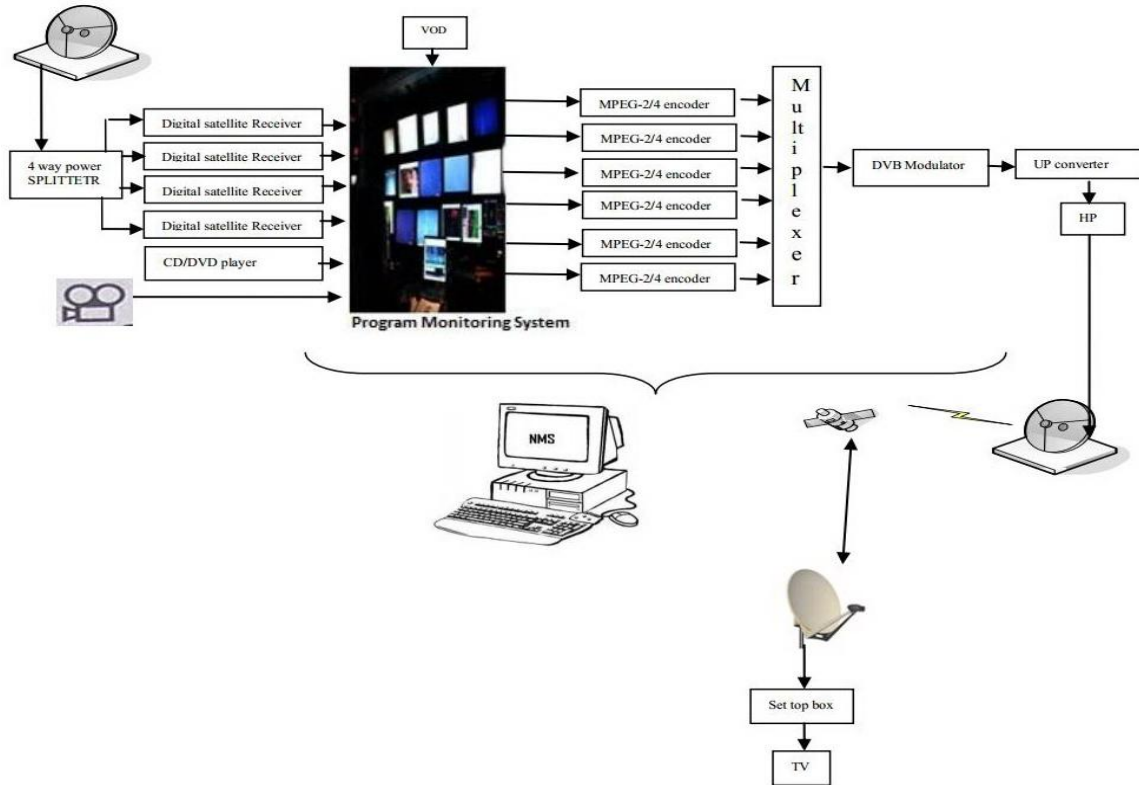 VOD
Digital satellite Receiver
Digital satellite Receiver
Digital satellite Receiver
Digital satellite Receiver
4 way power
SPLITTETR
CD/DVD player
Program Monitoring System
MPEG-2/4 encoder
MPEG-2/4 encoder
MPEG-2/4 encoder
MPEG-2/4 encoder
MPEG-2/4 encoder
MPEG-2/4 encoder
Multiplexer
DVB Modulator
UP converter
HP
NMS
Set top box
TV